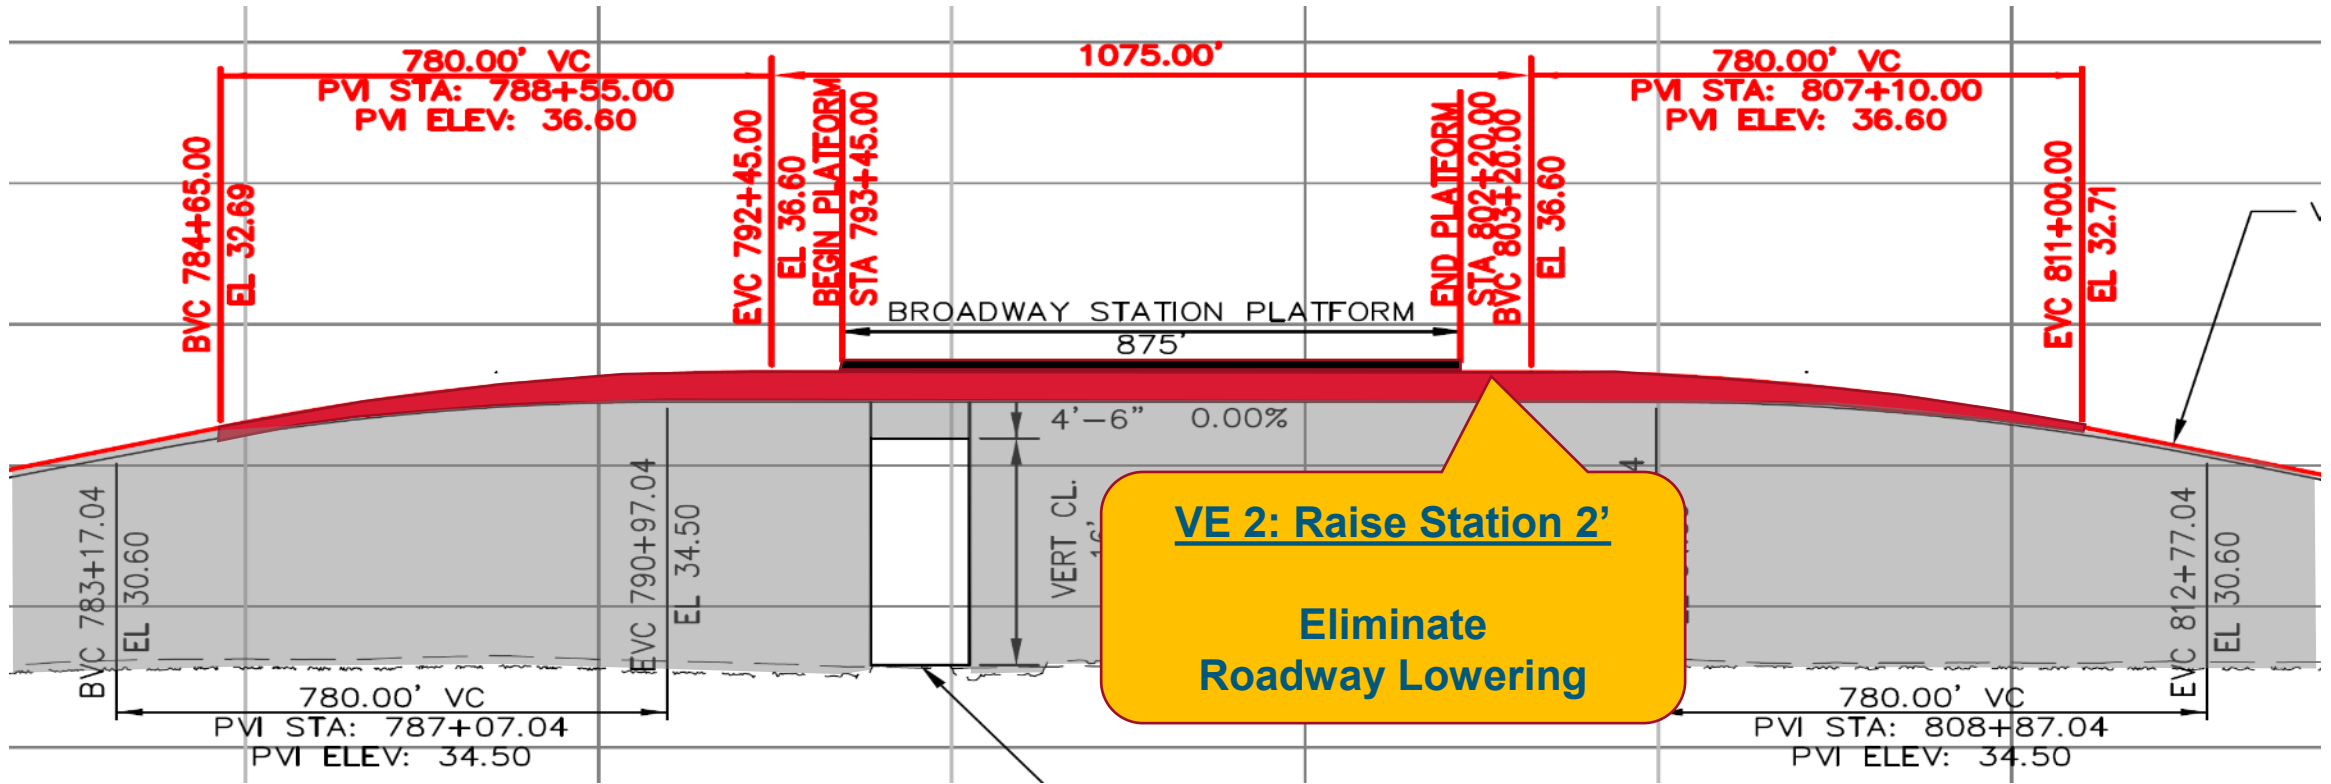 780.00' VC
PVI STA: 788+55.00
PVI ELEV: 36.60
1075.00'
780.00' VC
PVI STA: 807+10.00
PVI ELEV: 36.60
BVC 784+65.00
EL 32.69
EVC 792+45.00
EL 36.60
BEGIN PLATFORM
STA 793+45.00
END PLATFORM
STA 802+20.00
BVC 803+20.00
EL 36.60
EVC 811+00.00
EL 32.71
BROADWAY STATION PLATFORM
875'
4'-6" 0.00%
VERT CL.
16'
VE 2: Raise Station 2’
Eliminate
Roadway Lowering
BVC 783+17.04
EL 30.60
EVC 790+97.04
EL 34.50
EVC 812+77.04
EL 30.60
780.00' VC
PVI STA: 787+07.04
PVI ELEV: 34.50
780.00' VC
PVI STA: 808+87.04
PVI ELEV: 34.50